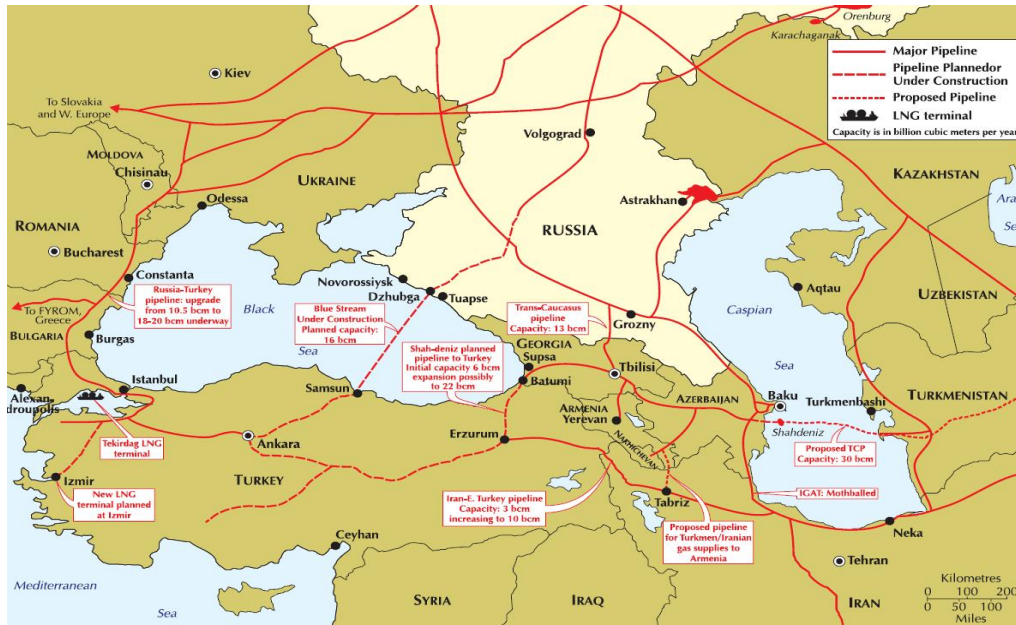 Orenburg
Karachaganak
Major Pipeline
Pipeline Plannedor
Under Construction
Proposed Pipeline
LNG terminal
Capacity is in billion cubic meters per year
Kiev
To Slovakia
and W. Europe
Volgograd
MOLDOVA
Chisinau
UKRAINE
KAZAKHSTAN
Astrakhan
Odessa
ROMANIA
RUSSIA
Bucharest
Constanta
Novorossiysk
Dzhubga
Tuapse
Aqtau
UZBEKISTAN
Russia-Turkey
pipeline: upgrade
from 10.5 bcm to
18-20 bcm underway
Black
Sea
Blue Stream
Under Construction
Planned capacity:
16 bcm
Trans-Caucasus
pipeline
Capacity: 13 bcm
Grozny
Caspian
Sea
To FYROM,
Greece
BULGARIA
Burgas
Shah-deniz planned
pipeline to Turkey
Initial capacity 6 bcm
expansion possibly
to 22 bcm
GEORGIA
Supsa
Tbilisi
Batumi
Istanbul
Samsun
Alexan-
droupolis
AZERBAIJAN
Baku
Turkmenbashi
TURKMENISTAN
ARMENIA
Yerevan
NAKHCHEVAN
Shahdeniz
Proposed TCP
Capacity: 30 bcm
Tekirdag LNG
terminal
Ankara
Erzurum
Izmir
TURKEY
New LNG
terminal planned
at Izmir
Iran-E. Turkey pipeline
Capacity: 3 bcm
increasing to 10 bcm
Tabriz
IGAT: Mothballed
Proposed pipeline
for Turkmen/Iranian
gas supplies to
Armenia
Neka
Ceyhan
Tehran
Mediterranean
Sea
SYRIA
IRAQ
IRAN
Kilometres
0 100 200
0 50 100
Miles